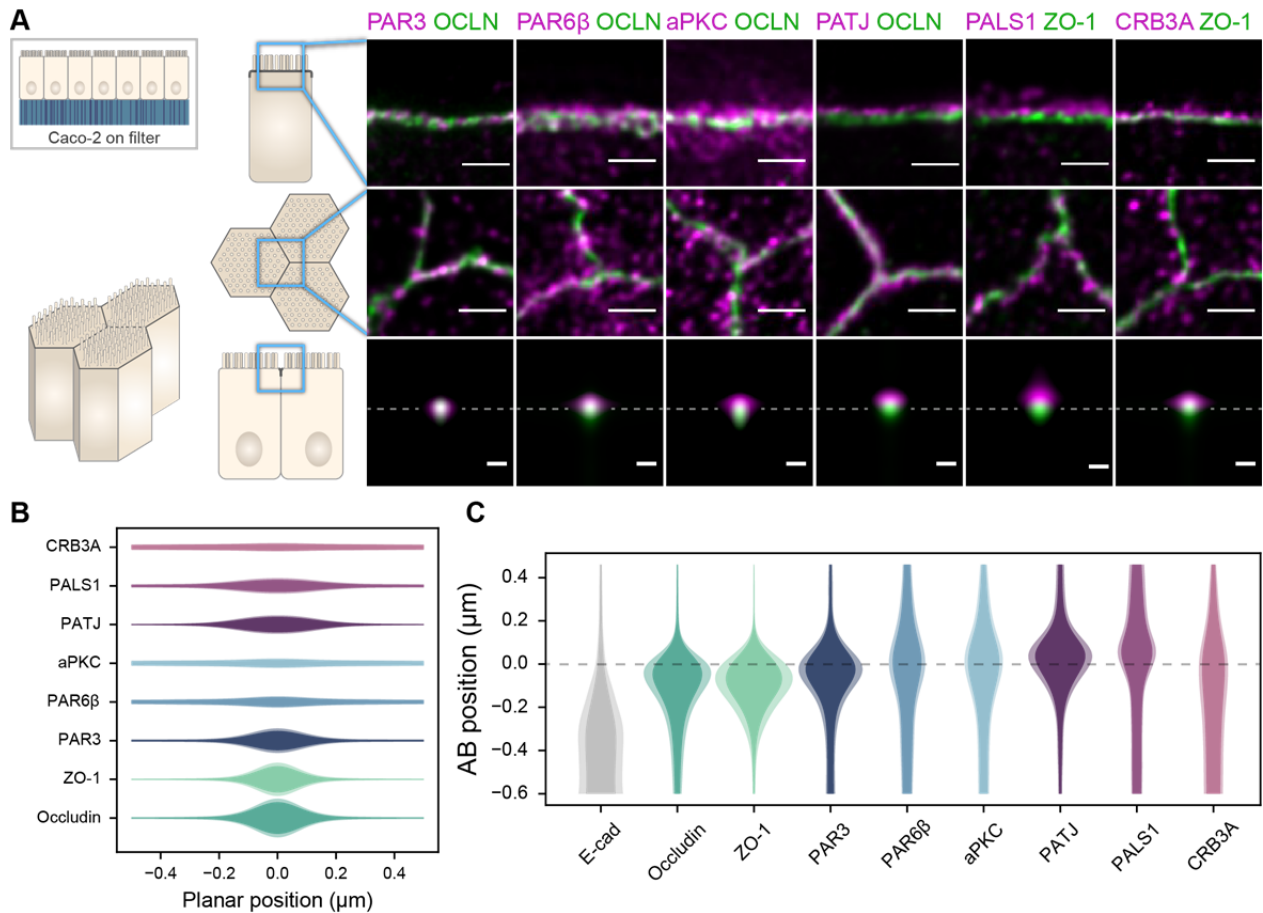 A
PAR3 OCLN PAR6β OCLN aPKC OCLN PATJ OCLN PALS1 ZO-1 CRB3A ZO-1
Caco-2 on filter
B
CRB3A
PALS1
PATJ
aPKC
PAR6β
PAR3
ZO-1
Occludin
−0.4 −0.2 0.0 0.2 0.4
Planar position (μm)
C
AB position (μm)
0.4
0.2
0.0
−0.2
−0.4
−0.6
E-cad Occludin ZO-1 PAR3 PAR6β aPKC PATJ PALS1 CRB3A